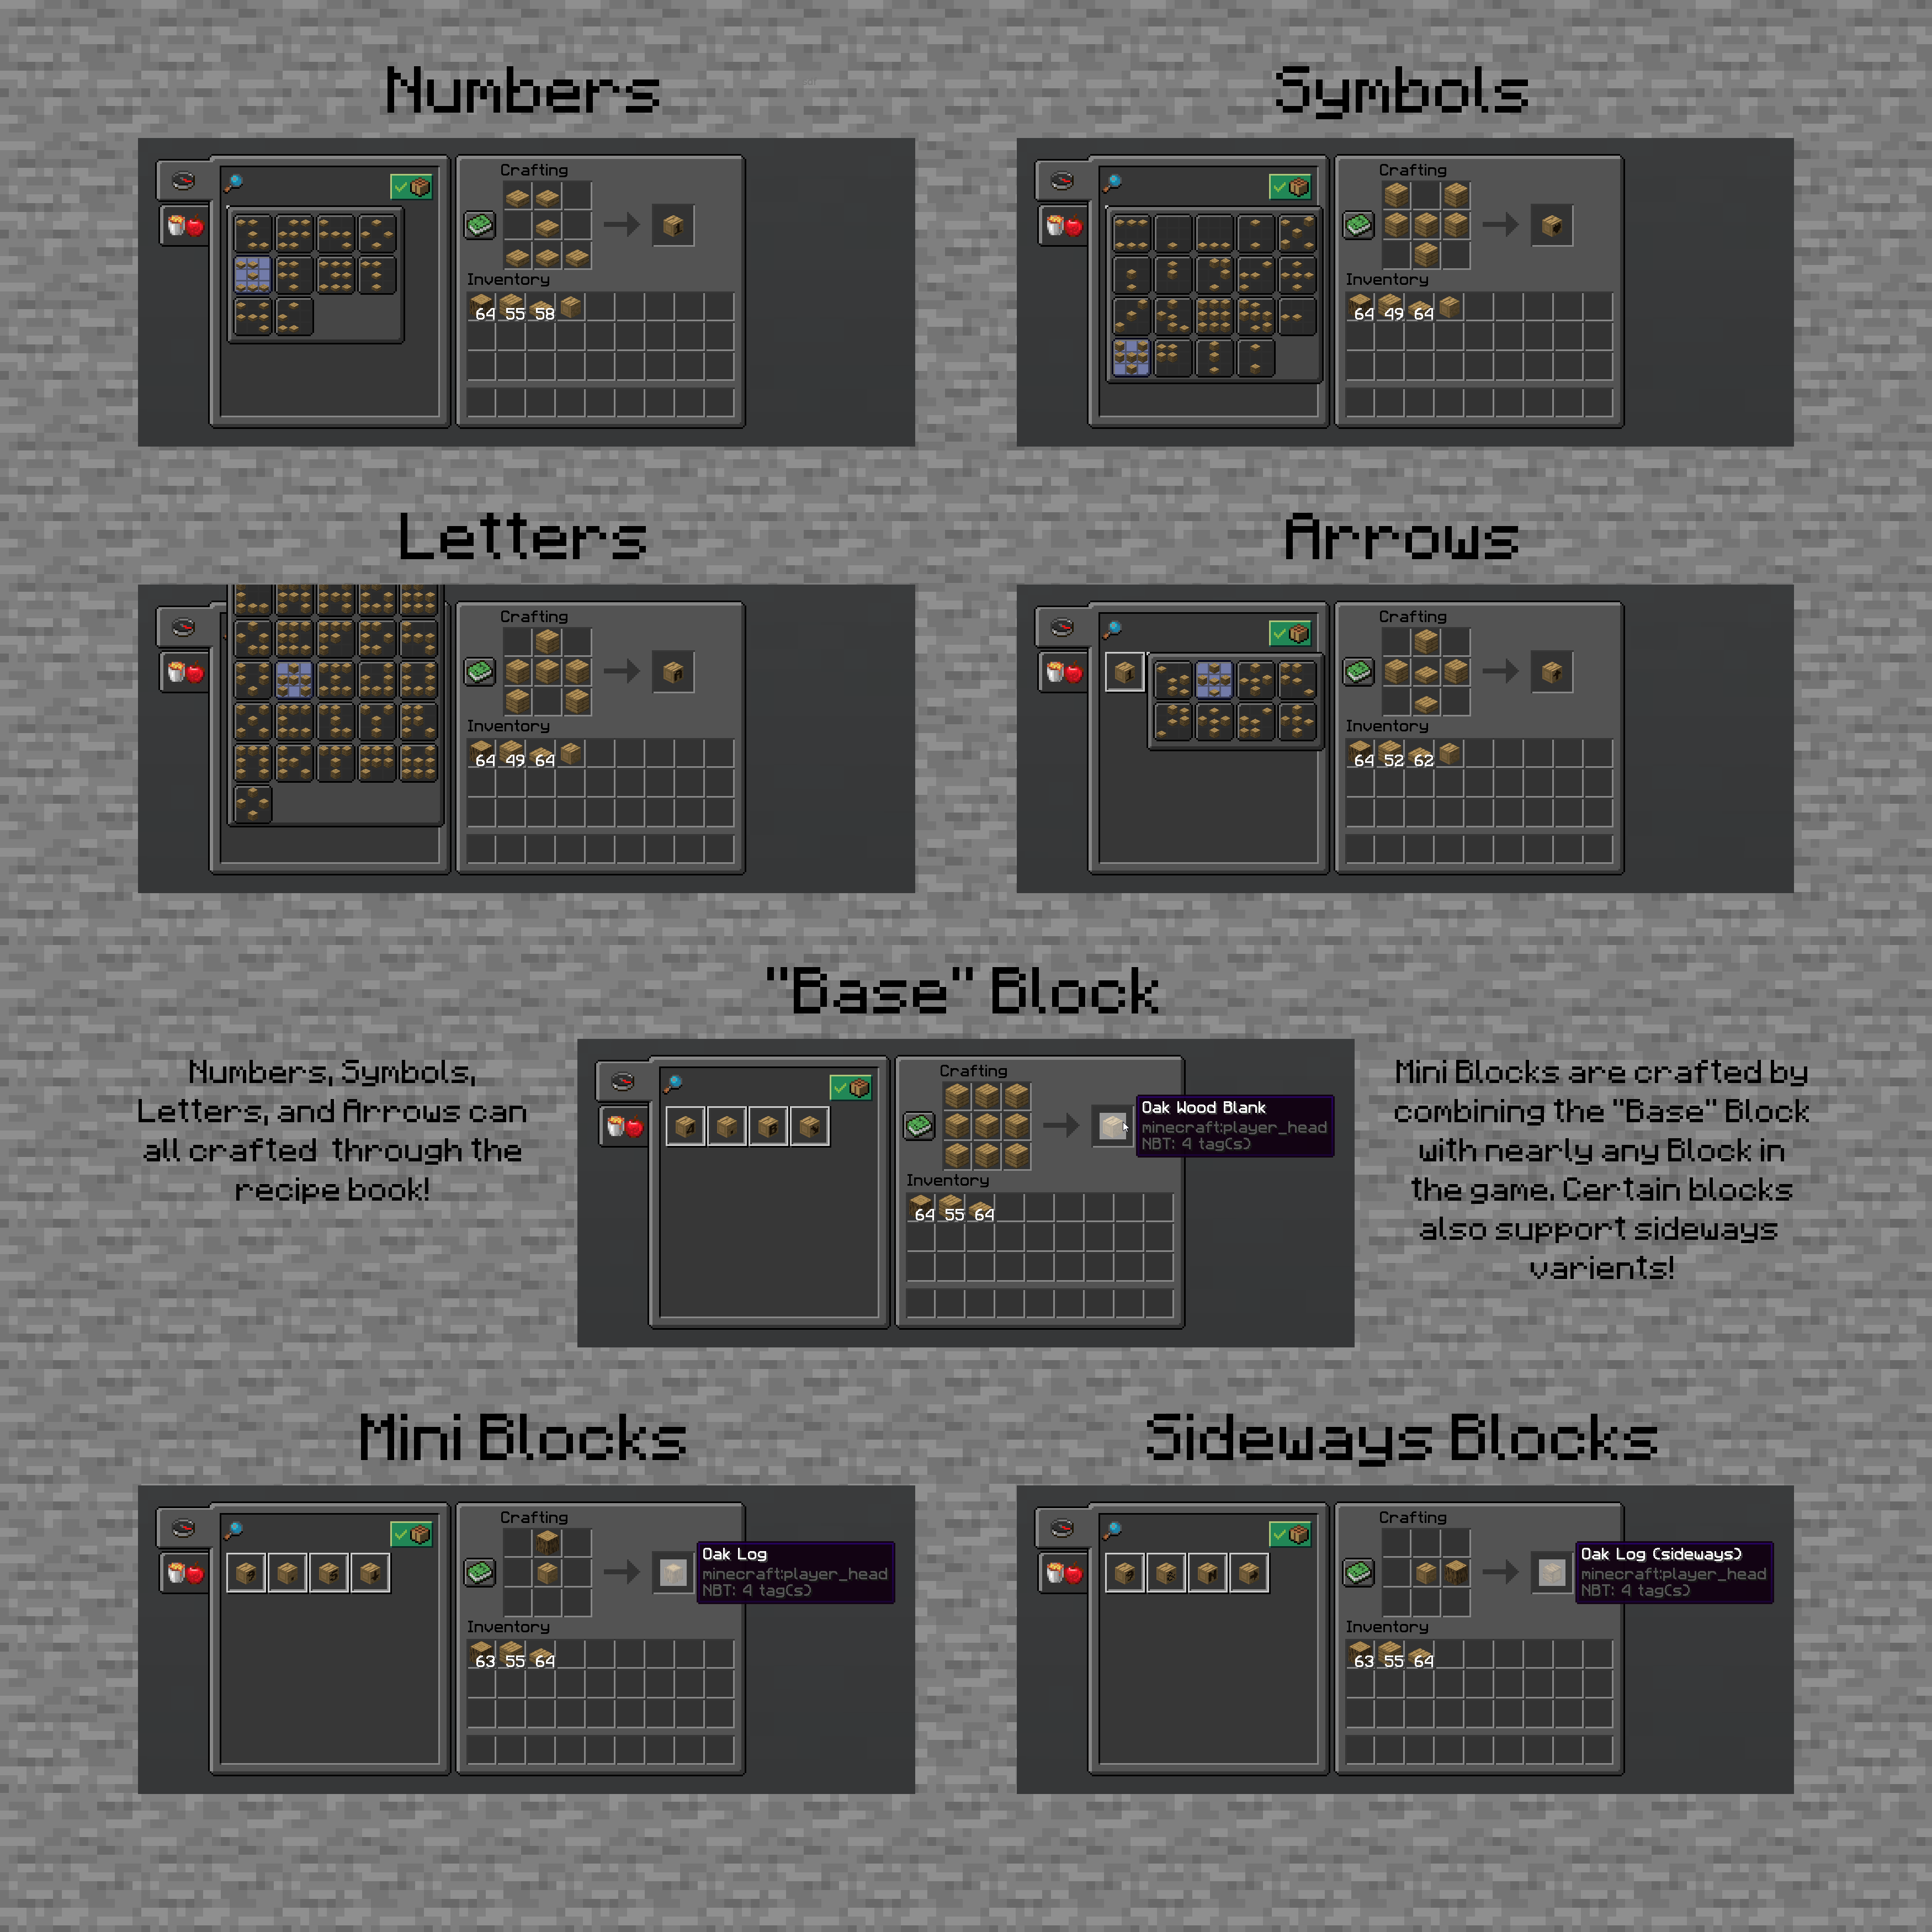 Numbers
Symbols
Crafting
Inventory
64 55 58
Crafting
Inventory
64 49 64
Letters
Arrows
Crafting
Inventory
64 49 64
Crafting
Inventory
64 52 62
"Base" Block
Numbers, Symbols,
Letters, and Arrows can
all crafted through the
recipe book!
Crafting
Oak Wood Blank
minecraft:player_head
NBT: 4 tag(s)
Inventory
64 55 64
Mini Blocks are crafted by
combining the "Base" Block
with nearly any Block in
the game. Certain blocks
also support sideways
varients!
Mini Blocks
Sideways Blocks
Crafting
Oak Log
minecraft:player_head
NBT: 4 tag(s)
Inventory
63 55 64
Crafting
Oak Log (sideways)
minecraft:player_head
NBT: 4 tag(s)
Inventory
63 55 64